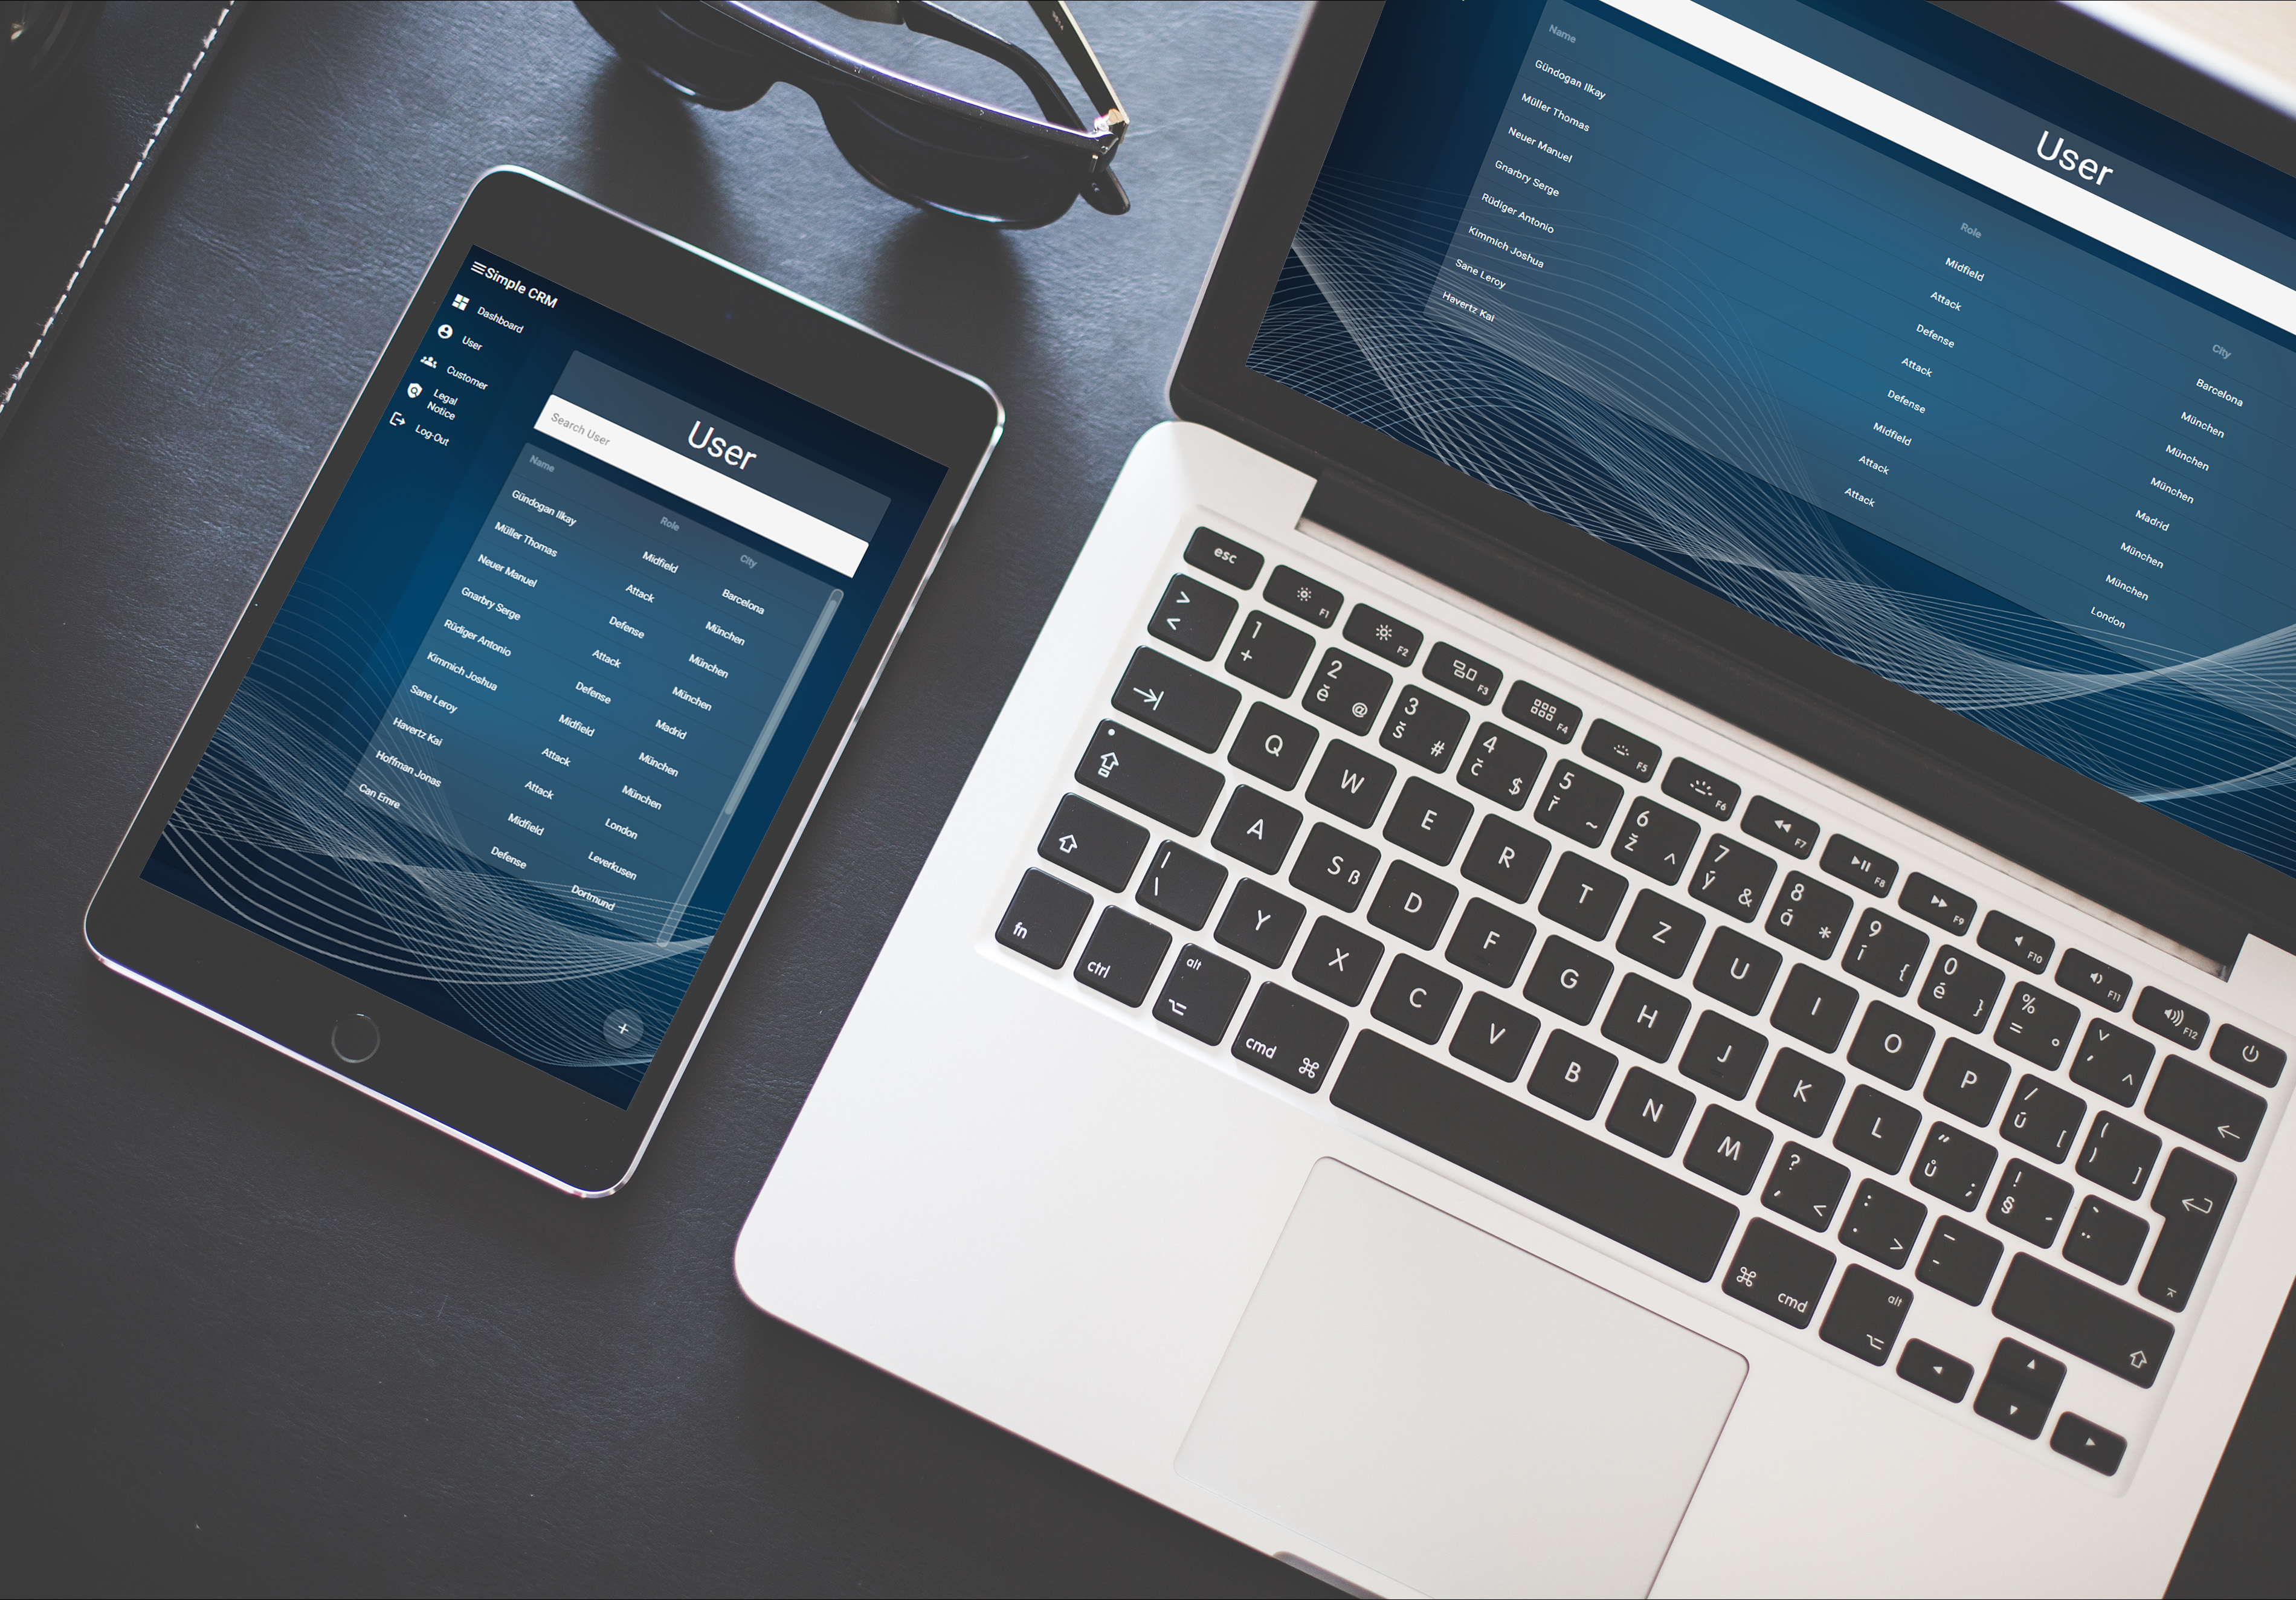 Simple CRM
Dashboard
User
Customer
Legal
Notice
Log-Out
User
Search User
Name Role City
Gündogan Ilkay Midfield Barcelona
Müller Thomas Attack München
Neuer Manuel Defense München
Gnarbry Serge Attack München
Rüdiger Antonio Defense Madrid
Kimmich Joshua Midfield München
Sane Leroy Attack München
Havertz Kai Attack London
Hoffman Jonas Midfield Leverkusen
Can Emre Defense Dortmund
+
User
Name Role City
Gündogan Ilkay Midfield Barcelona
Müller Thomas Attack München
Neuer Manuel Defense München
Gnarbry Serge Attack München
Rüdiger Antonio Defense Madrid
Kimmich Joshua Midfield München
Sane Leroy Attack München
Havertz Kai Attack London
esc F1 F2 F3 F4 F5 F6 F7 F8 F9 F10 F11 F12
> < 1 + 2 ě @ 3 š # 4 č $ 5 ř ~ 6 ž ^ 7 ý & 8 á * 9 í { 0 é } % = ° ˇ ' ^
Q W E R T Z U I O P / ú [ ( ) ]
A S ß D F G H J K L " ů ; ! § - ` ¨
| \ Y X C V B N M ? , < : . > – -
fn ctrl alt cmd cmd alt